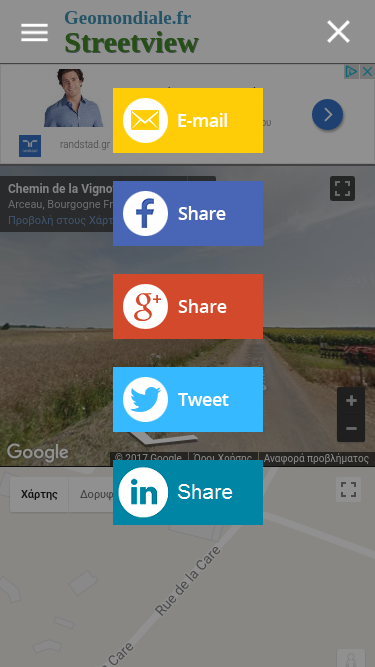 Geomondiale.fr
Streetview
randstad.gr
E-mail
Chemin de la Vigno
Arceau, Bourgogne Fr
Προβολή στους Χάρτ
Share
Share
Tweet
Share
Google
© 2017 Google
Όροι Χρήσης
Αναφορά προβλήματος
Χάρτης
Δορυφ
Rue de la Care
Care